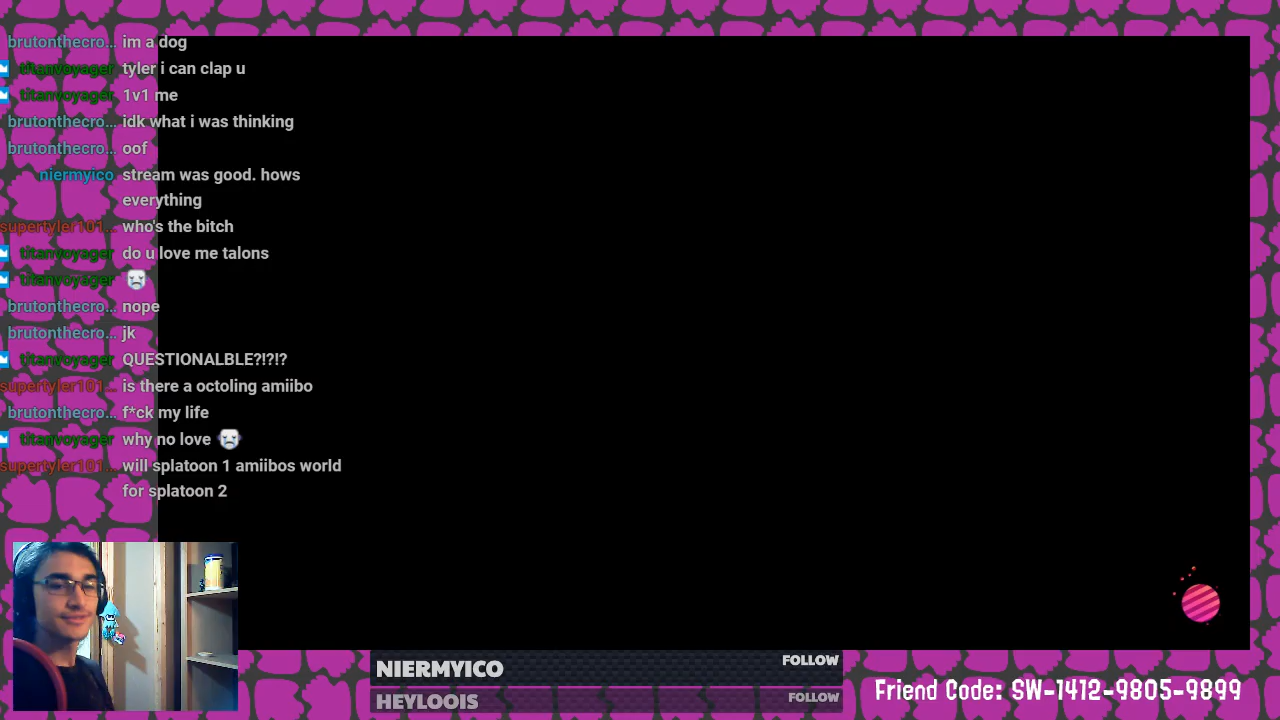 brutonthecro... im a dog
titanvoyager tyler i can clap u
titanvoyager 1v1 me
brutonthecro... idk what i was thinking
brutonthecro... oof
niermyico stream was good. hows
everything
supertyler101... who's the bitch
titanvoyager do u love me talons
titanvoyager
brutonthecro... nope
brutonthecro... jk
titanvoyager QUESTIONALBLE?!?!?
supertyler101... is there a octoling amiibo
brutonthecro... f*ck my life
titanvoyager why no love
supertyler101... will splatoon 1 amiibos world
for splatoon 2
NIERMYICO FOLLOW
HEYLOOIS FOLLOW
Friend Code: SW-1412-9805-9899